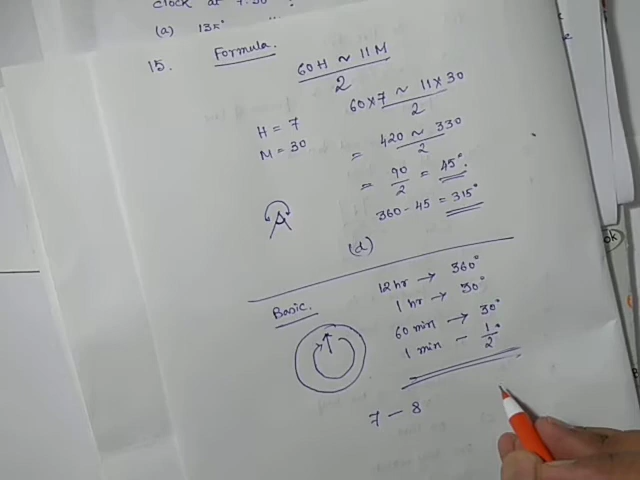 clock at 7.30 ?
(a) 135°
15. Formula.
60H ~ 11M
2
H = 7
M = 30
60×7 ~ 11×30
2
= 420 ~ 330
2
= 90
2
= 45°.
360 - 45 = 315°
(d)
Basic.
12 hr → 360°
1 hr → 30°
60 min → 30°
1 min - 1°
2
7 - 8